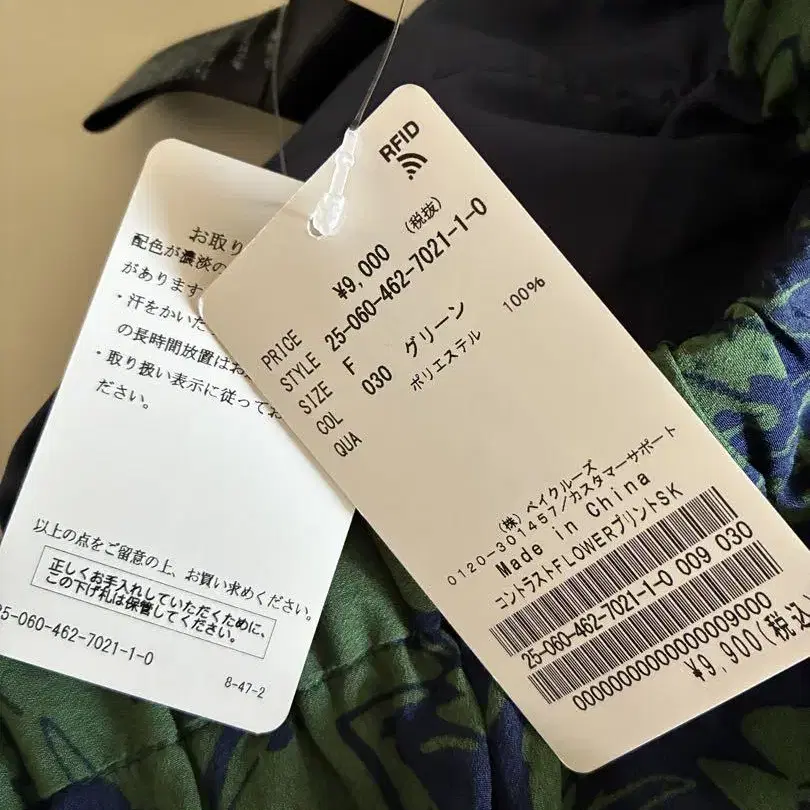 お取り
配色が濃淡の
があります
・汗をかいた
の長時間放置はお
・取り扱い表示に従ってお
ださい。
以上の点をご留意の上、お買い求めください。
正しくお手入れしていただくために、
この下げ札は保管してください。
25-060-462-7021-1-0
8-47-2
RFID
PRICE ¥9,000 (税抜)
STYLE 25-060-462-7021-1-0
SIZE F
COL 030 グリーン
QUA ポリエステル 100%
(株) ベイクルーズ
0120-301457/カスタマーサポート
Made in China
コントラストFLOWERプリントSK
25-060-462-7021-1-0 009 030
0000000000000009000
¥9,900(税込